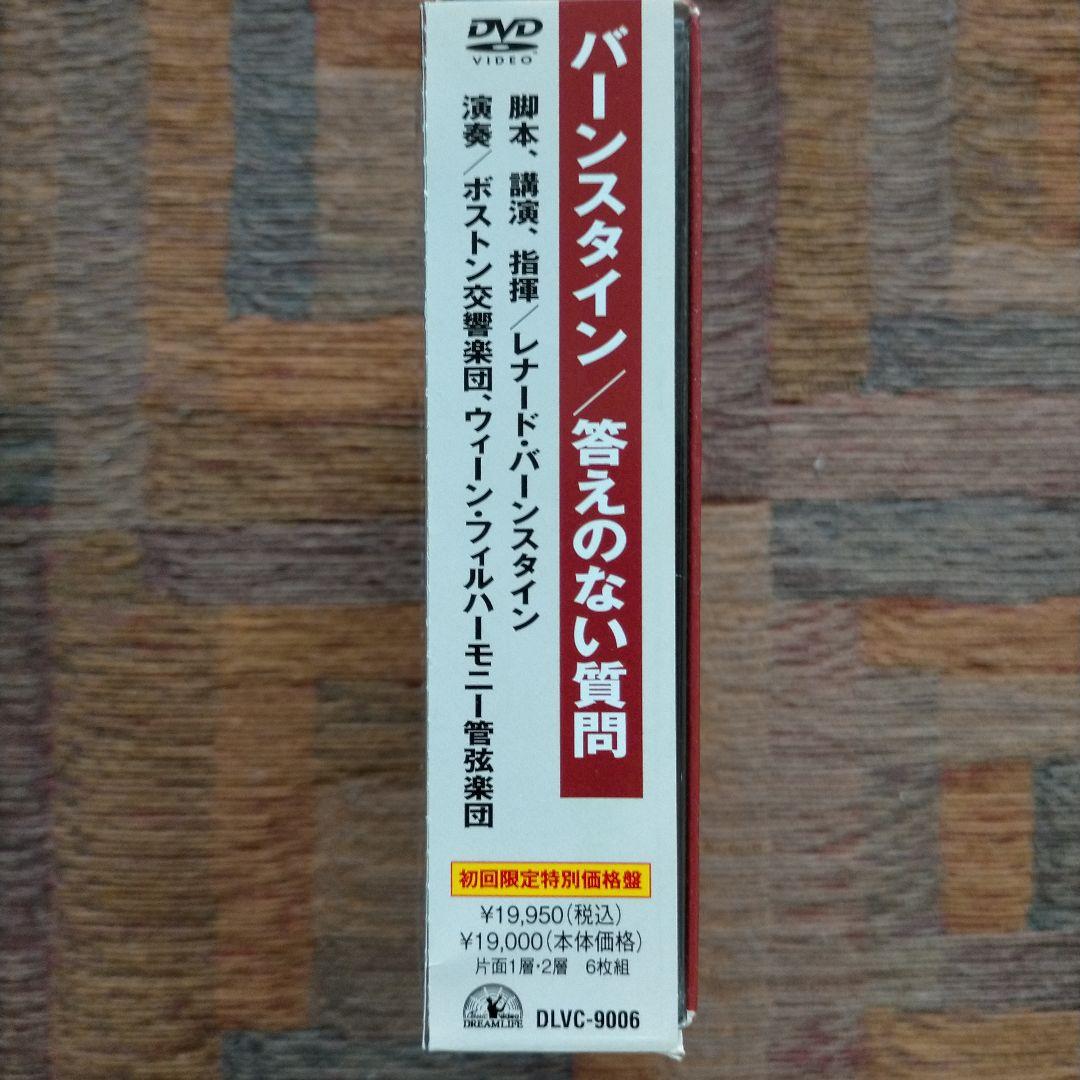 DVD
VIDEO
バーンスタイン／答えのない質問
脚本、講演、指揮／レナード・バーンスタイン
演奏／ボストン交響楽団、ウィーン・フィルハーモニー管弦楽団
初回限定特別価格盤
¥19,950(税込)
¥19,000(本体価格)
片面1層・2層 6枚組
Classic video
DREAMLIFE
DLVC-9006